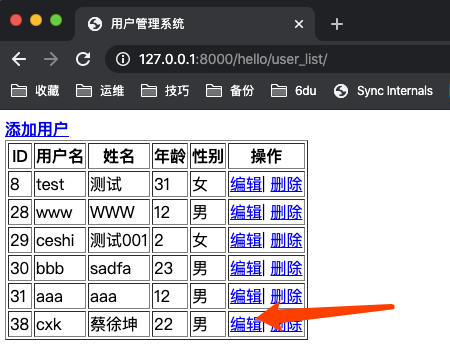 用户管理系统
127.0.0.1:8000/hello/user_list/
收藏 运维 技巧 备份 6du Sync Internals
添加用户
ID 用户名 姓名 年龄 性别 操作
8 test 测试 31 女 编辑| 删除
28 www WWW 12 男 编辑| 删除
29 ceshi 测试001 2 女 编辑| 删除
30 bbb sadfa 23 男 编辑| 删除
31 aaa aaa 12 男 编辑| 删除
38 cxk 蔡徐坤 22 男 编辑| 删除